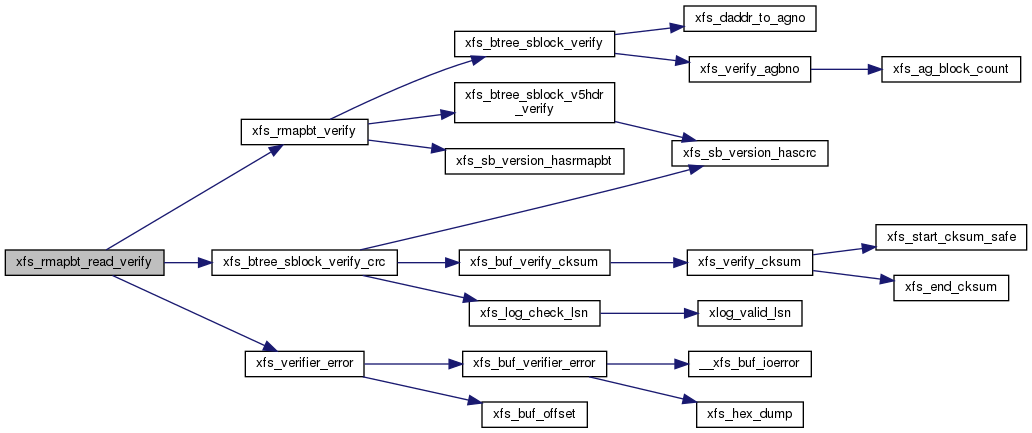 xfs_daddr_to_agno
xfs_btree_sblock_verify
xfs_verify_agbno
xfs_ag_block_count
xfs_btree_sblock_v5hdr
_verify
xfs_rmapbt_verify
xfs_sb_version_hascrc
xfs_sb_version_hasrmapbt
xfs_start_cksum_safe
xfs_rmapbt_read_verify
xfs_btree_sblock_verify_crc
xfs_buf_verify_cksum
xfs_verify_cksum
xfs_end_cksum
xfs_log_check_lsn
xlog_valid_lsn
xfs_verifier_error
xfs_buf_verifier_error
__xfs_buf_ioerror
xfs_buf_offset
xfs_hex_dump